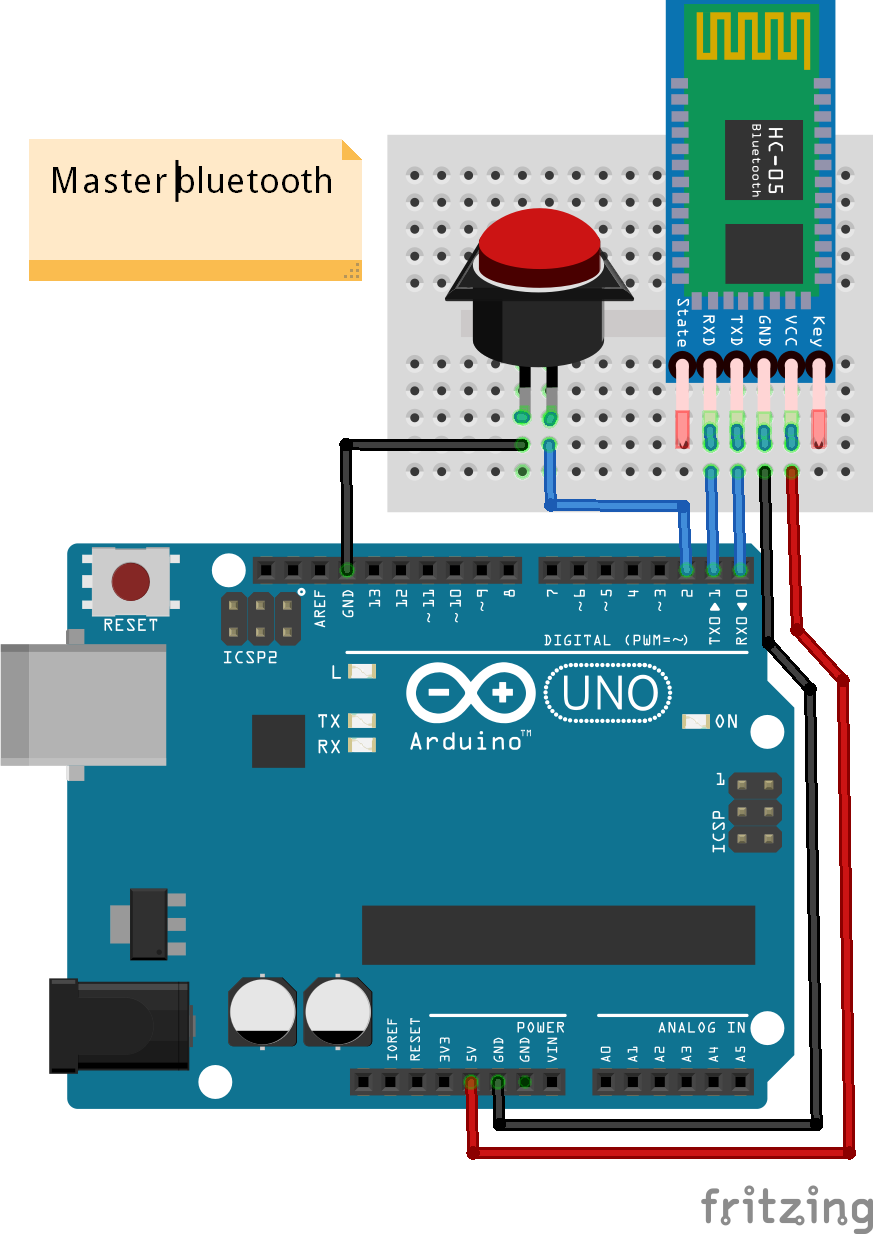 Master bluetooth
HC-05
Bluetooth
State
RXD
TXD
GND
VCC
Key
RESET
ICSP2
AREF
GND
13
12
~11
~10
~9
8
7
~6
~5
4
~3
2
TX0▶1
RX0◀0
DIGITAL (PWM=~)
L
TX
RX
Arduino™
UNO
ON
1
ICSP
IOREF
RESET
3V3
5V
GND
GND
VIN
POWER
ANALOG IN
A0
A1
A2
A3
A4
A5
fritzing